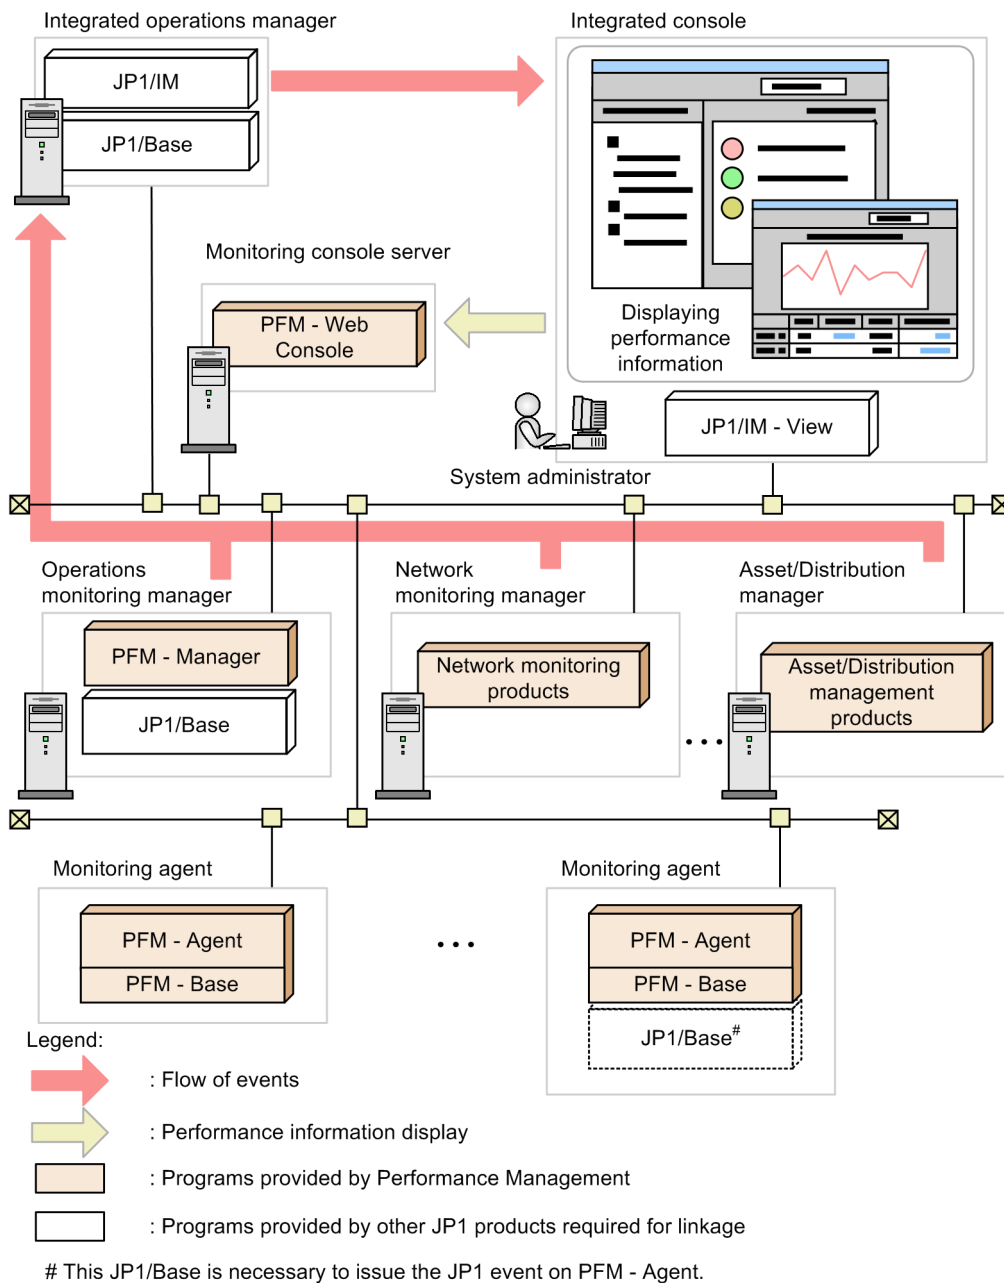 Integrated operations manager
Integrated console
JP1/IM
JP1/Base
Monitoring console server
PFM - Web
Console
Displaying
performance
information
JP1/IM - View
System administrator
Operations
monitoring manager
Network
monitoring manager
Asset/Distribution
manager
PFM - Manager
JP1/Base
Network monitoring
products
Asset/Distribution
management
products
...
Monitoring agent
Monitoring agent
PFM - Agent
PFM - Base
...
PFM - Agent
PFM - Base
JP1/Base#
Legend:
: Flow of events
: Performance information display
: Programs provided by Performance Management
: Programs provided by other JP1 products required for linkage
# This JP1/Base is necessary to issue the JP1 event on PFM - Agent.